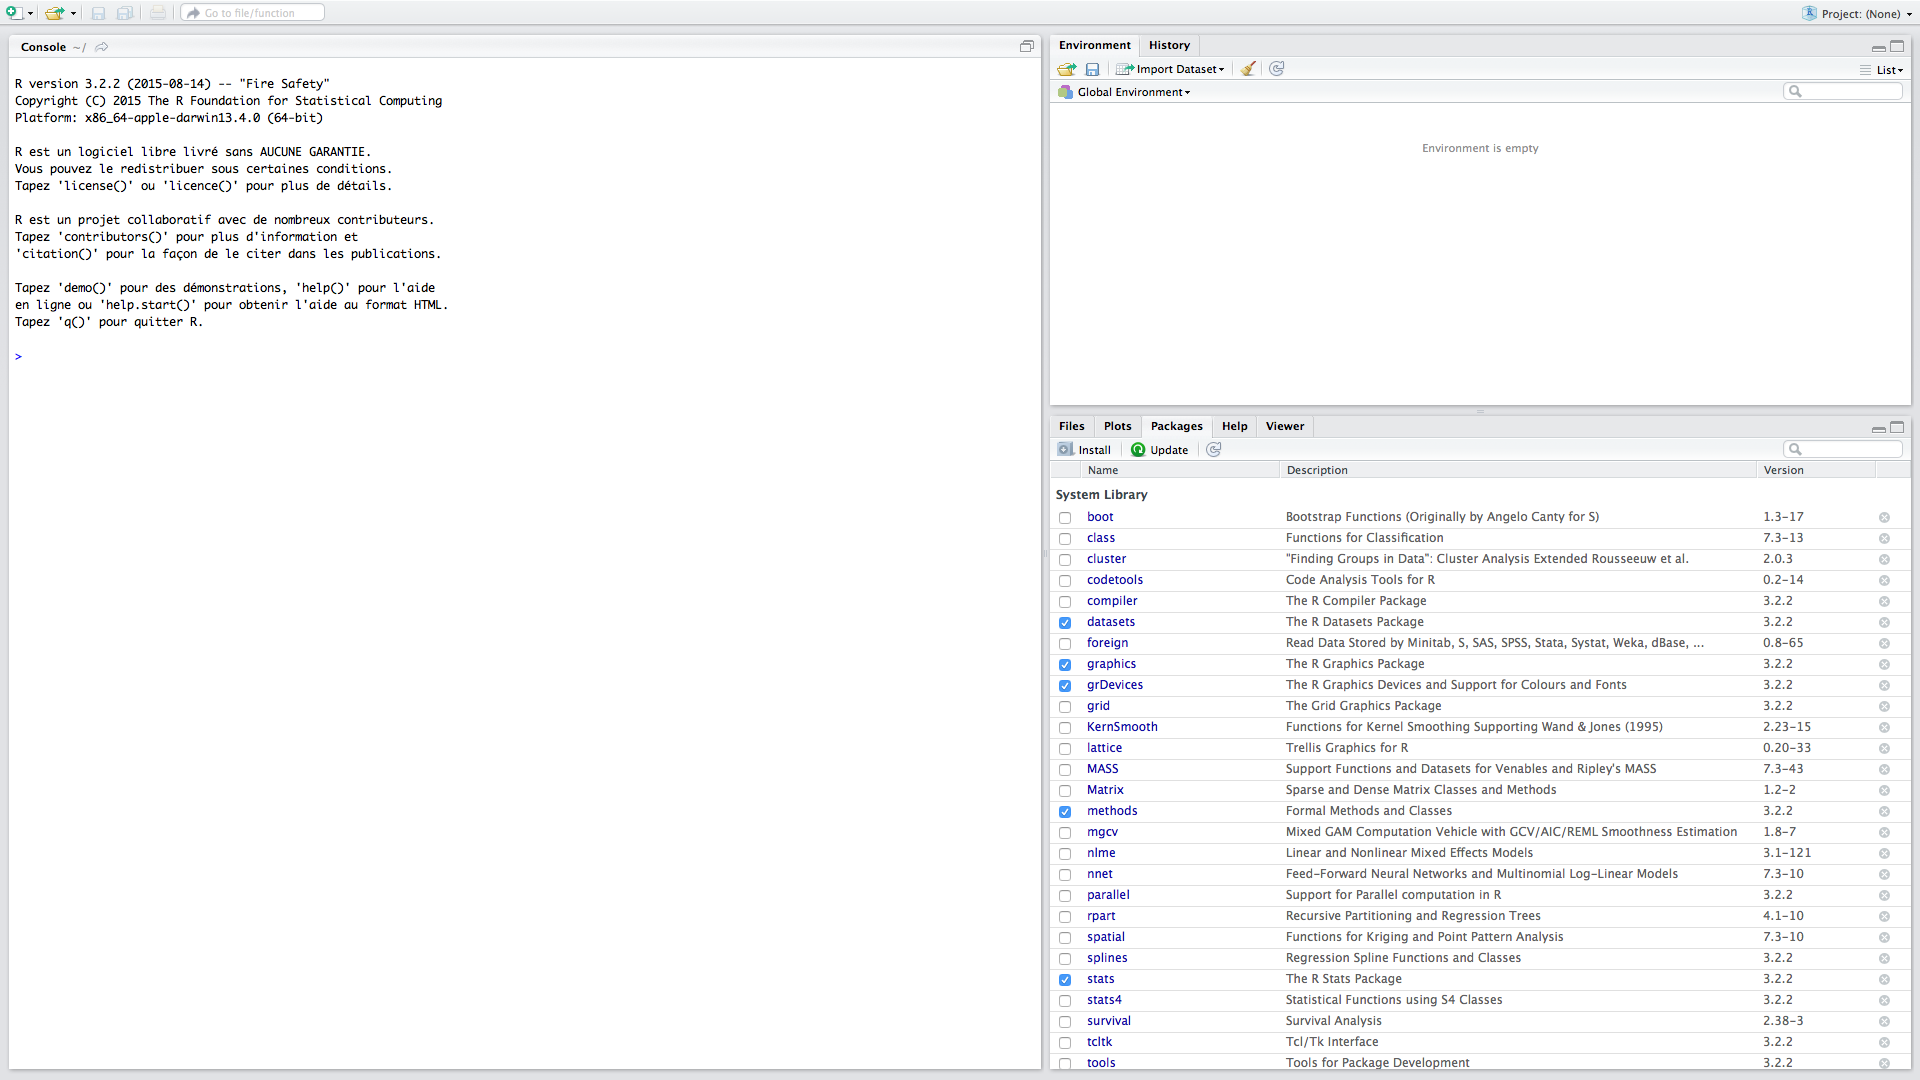 Go to file/function
Project: (None)
Console ~/
R version 3.2.2 (2015-08-14) -- "Fire Safety"
Copyright (C) 2015 The R Foundation for Statistical Computing
Platform: x86_64-apple-darwin13.4.0 (64-bit)
R est un logiciel libre livré sans AUCUNE GARANTIE.
Vous pouvez le redistribuer sous certaines conditions.
Tapez 'license()' ou 'licence()' pour plus de détails.
R est un projet collaboratif avec de nombreux contributeurs.
Tapez 'contributors()' pour plus d'information et
'citation()' pour la façon de le citer dans les publications.
Tapez 'demo()' pour des démonstrations, 'help()' pour l'aide
en ligne ou 'help.start()' pour obtenir l'aide au format HTML.
Tapez 'q()' pour quitter R.
>
Environment History
Import Dataset List
Global Environment
Environment is empty
Files Plots Packages Help Viewer
Install Update
Name Description Version
System Library
boot Bootstrap Functions (Originally by Angelo Canty for S) 1.3-17
class Functions for Classification 7.3-13
cluster "Finding Groups in Data": Cluster Analysis Extended Rousseeuw et al. 2.0.3
codetools Code Analysis Tools for R 0.2-14
compiler The R Compiler Package 3.2.2
datasets The R Datasets Package 3.2.2
foreign Read Data Stored by Minitab, S, SAS, SPSS, Stata, Systat, Weka, dBase, ... 0.8-65
graphics The R Graphics Package 3.2.2
grDevices The R Graphics Devices and Support for Colours and Fonts 3.2.2
grid The Grid Graphics Package 3.2.2
KernSmooth Functions for Kernel Smoothing Supporting Wand & Jones (1995) 2.23-15
lattice Trellis Graphics for R 0.20-33
MASS Support Functions and Datasets for Venables and Ripley's MASS 7.3-43
Matrix Sparse and Dense Matrix Classes and Methods 1.2-2
methods Formal Methods and Classes 3.2.2
mgcv Mixed GAM Computation Vehicle with GCV/AIC/REML Smoothness Estimation 1.8-7
nlme Linear and Nonlinear Mixed Effects Models 3.1-121
nnet Feed-Forward Neural Networks and Multinomial Log-Linear Models 7.3-10
parallel Support for Parallel computation in R 3.2.2
rpart Recursive Partitioning and Regression Trees 4.1-10
spatial Functions for Kriging and Point Pattern Analysis 7.3-10
splines Regression Spline Functions and Classes 3.2.2
stats The R Stats Package 3.2.2
stats4 Statistical Functions using S4 Classes 3.2.2
survival Survival Analysis 2.38-3
tcltk Tcl/Tk Interface 3.2.2
tools Tools for Package Development 3.2.2